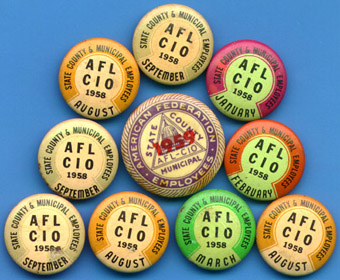 STATE COUNTY & MUNICIPAL EMPLOYEES
AFL
CIO
1958
SEPTEMBER
STATE COUNTY & MUNICIPAL EMPLOYEES
AFL
CIO
1958
AUGUST
STATE COUNTY & MUNICIPAL EMPLOYEES
AFL
CIO
1958
JANUARY
AMERICAN FEDERATION
STATE COUNTY
1959
AFL-CIO
MUNICIPAL
EMPLOYEES
STATE COUNTY & MUNICIPAL EMPLOYEES
AFL
CIO
1958
SEPTEMBER
STATE COUNTY & MUNICIPAL EMPLOYEES
AFL
CIO
1958
FEBRUARY
STATE COUNTY & MUNICIPAL EMPLOYEES
AFL
CIO
1958
SEPTEMBER
STATE COUNTY & MUNICIPAL EMPLOYEES
AFL
CIO
1958
AUGUST
STATE COUNTY & MUNICIPAL EMPLOYEES
AFL
CIO
1958
MARCH
STATE COUNTY & MUNICIPAL EMPLOYEES
AFL
CIO
1958
AUGUST